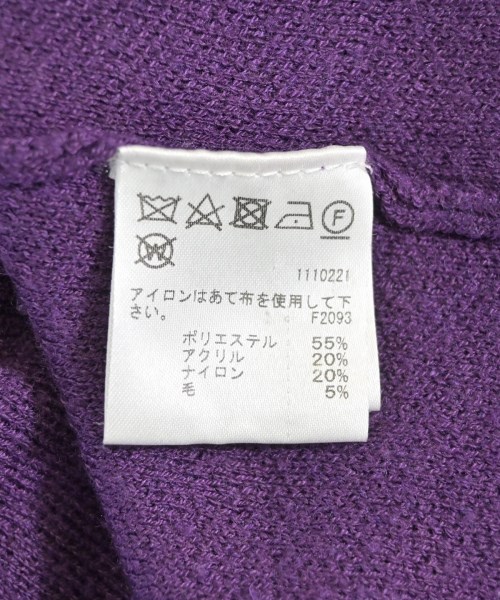 F
W
1110221
アイロンはあて布を使用して下
さい。 F2093
ポリエステル 55%
アクリル 20%
ナイロン 20%
毛 5%